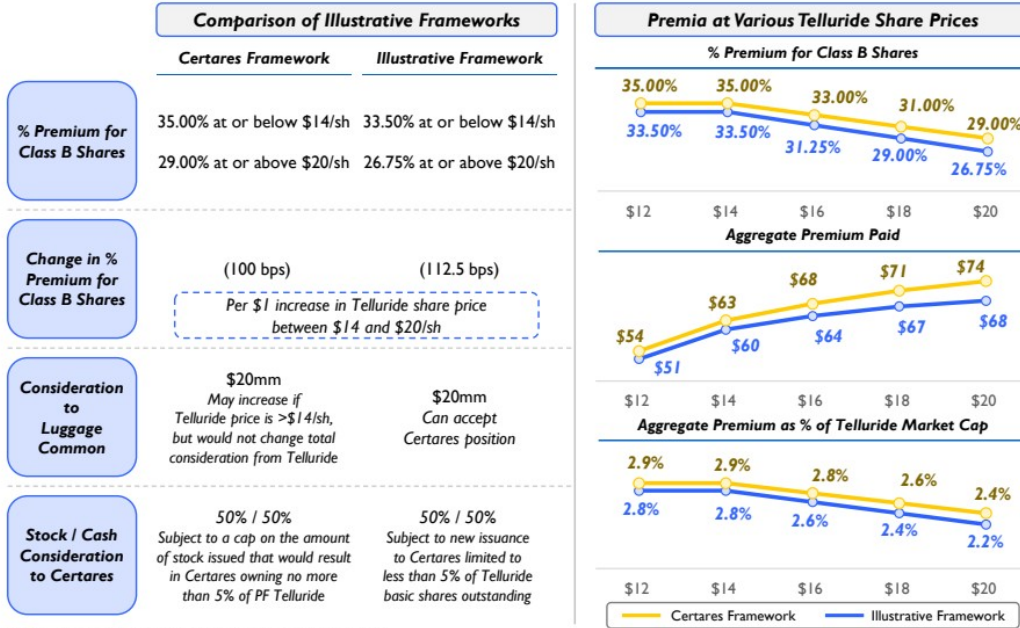 Comparison of Illustrative Frameworks
Certares Framework Illustrative Framework
% Premium for
Class B Shares
35.00% at or below $14/sh 33.50% at or below $14/sh
29.00% at or above $20/sh 26.75% at or above $20/sh
Change in %
Premium for
Class B Shares
(100 bps) (112.5 bps)
Per $1 increase in Telluride share price
between $14 and $20/sh
Consideration
to
Luggage
Common
$20mm
May increase if
Telluride price is >$14/sh,
but would not change total
consideration from Telluride
$20mm
Can accept
Certares position
Stock / Cash
Consideration
to Certares
50% / 50%
Subject to a cap on the amount
of stock issued that would result
in Certares owning no more
than 5% of PF Telluride
50% / 50%
Subject to new issuance
to Certares limited to
less than 5% of Telluride
basic shares outstanding
Premia at Various Telluride Share Prices
% Premium for Class B Shares
35.00% 35.00% 33.00% 31.00% 29.00%
33.50% 33.50% 31.25% 29.00% 26.75%
$12 $14 $16 $18 $20
Aggregate Premium Paid
$54 $63 $68 $71 $74
$51 $60 $64 $67 $68
$12 $14 $16 $18 $20
Aggregate Premium as % of Telluride Market Cap
2.9% 2.9% 2.8% 2.6% 2.4%
2.8% 2.8% 2.6% 2.4% 2.2%
$12 $14 $16 $18 $20
Certares Framework Illustrative Framework